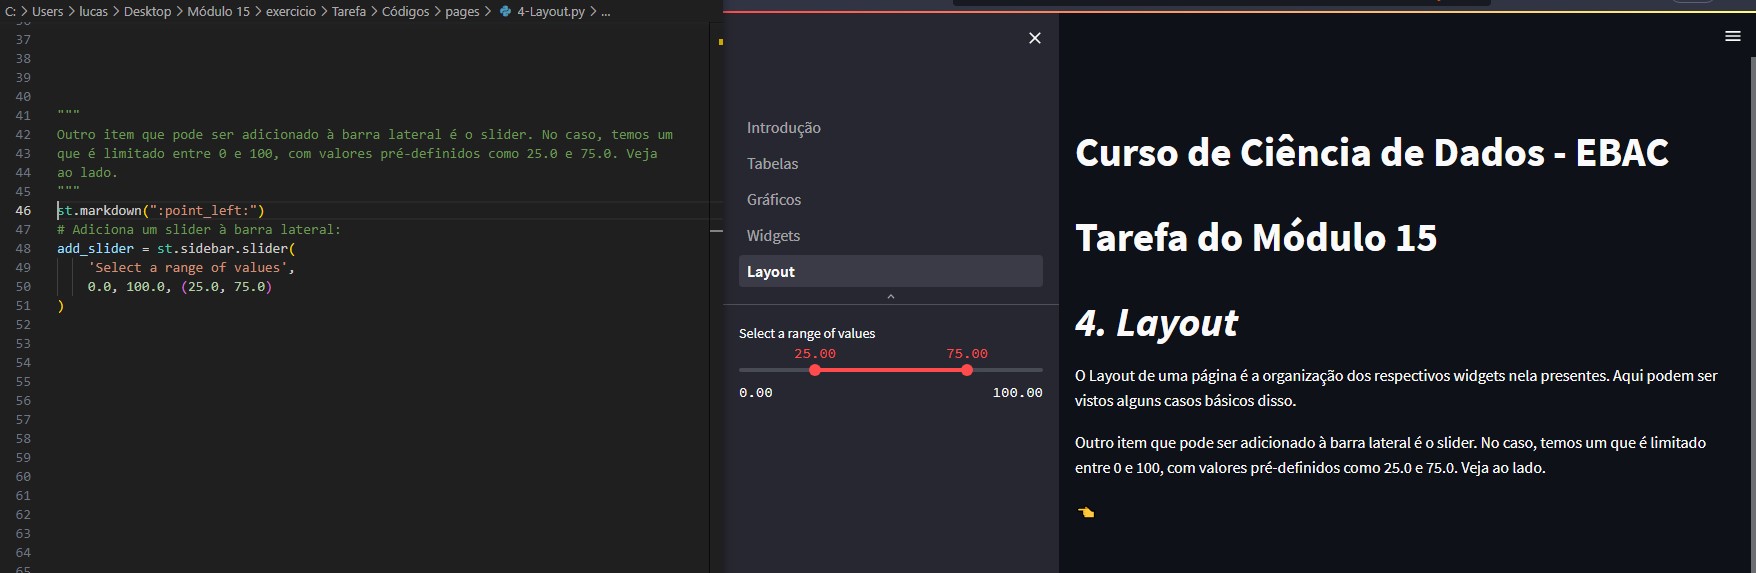 C: > Users > lucas > Desktop > Módulo 15 > exercicio > Tarefa > Códigos > pages > 4-Layout.py > ...
36
37
38
39
40
41 """
42 Outro item que pode ser adicionado à barra lateral é o slider. No caso, temos um
43 que é limitado entre 0 e 100, com valores pré-definidos como 25.0 e 75.0. Veja
44 ao lado.
45 """
46 st.markdown(":point_left:")
47 # Adiciona um slider à barra lateral:
48 add_slider = st.sidebar.slider(
49 'Select a range of values',
50 0.0, 100.0, (25.0, 75.0)
51 )
52
53
54
55
56
57
58
59
60
61
62
63
64
65
Introdução
Tabelas
Gráficos
Widgets
Layout
Select a range of values
25.00 75.00
0.00 100.00
Curso de Ciência de Dados - EBAC
Tarefa do Módulo 15
4. Layout
O Layout de uma página é a organização dos respectivos widgets nela presentes. Aqui podem ser
vistos alguns casos básicos disso.
Outro item que pode ser adicionado à barra lateral é o slider. No caso, temos um que é limitado
entre 0 e 100, com valores pré-definidos como 25.0 e 75.0. Veja ao lado.